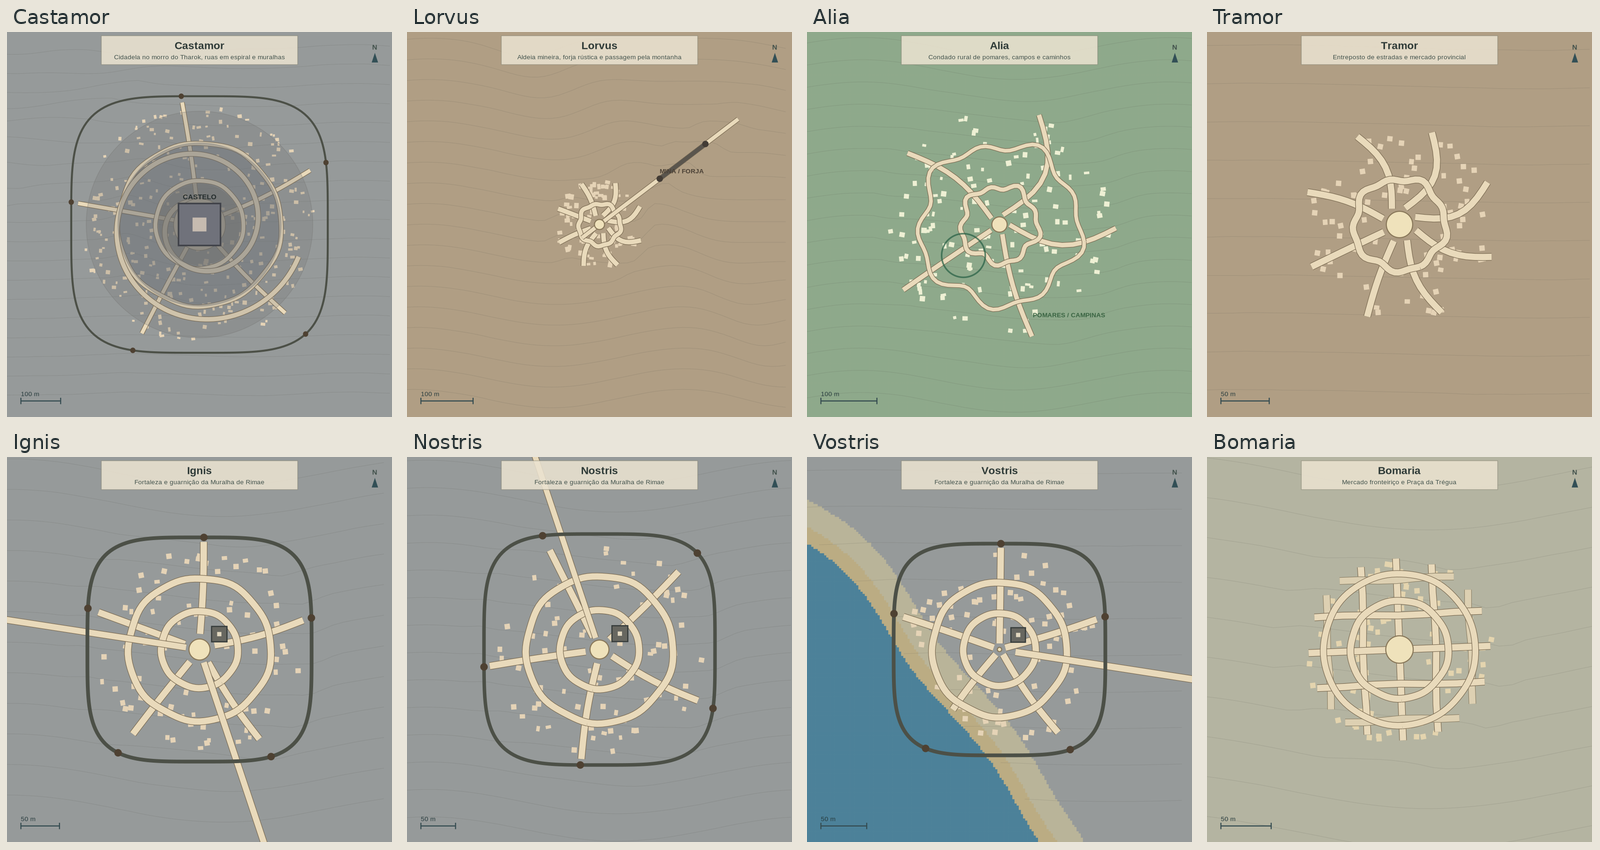 Castamor
Castamor
Cidadela no morro do Tharok, ruas em espiral e muralhas
N
CASTELO
100 m
Lorvus
Lorvus
Aldeia mineira, forja rústica e passagem pela montanha
N
MINA / FORJA
100 m
Alia
Alia
Condado rural de pomares, campos e caminhos
N
POMARES / CAMPINAS
100 m
Tramor
Tramor
Entreposto de estradas e mercado provincial
N
50 m
Ignis
Ignis
Fortaleza e guarnição da Muralha de Rimae
N
50 m
Nostris
Nostris
Fortaleza e guarnição da Muralha de Rimae
N
50 m
Vostris
Vostris
Fortaleza e guarnição da Muralha de Rimae
N
50 m
Bomaria
Bomaria
Mercado fronteiriço e Praça da Trégua
N
50 m